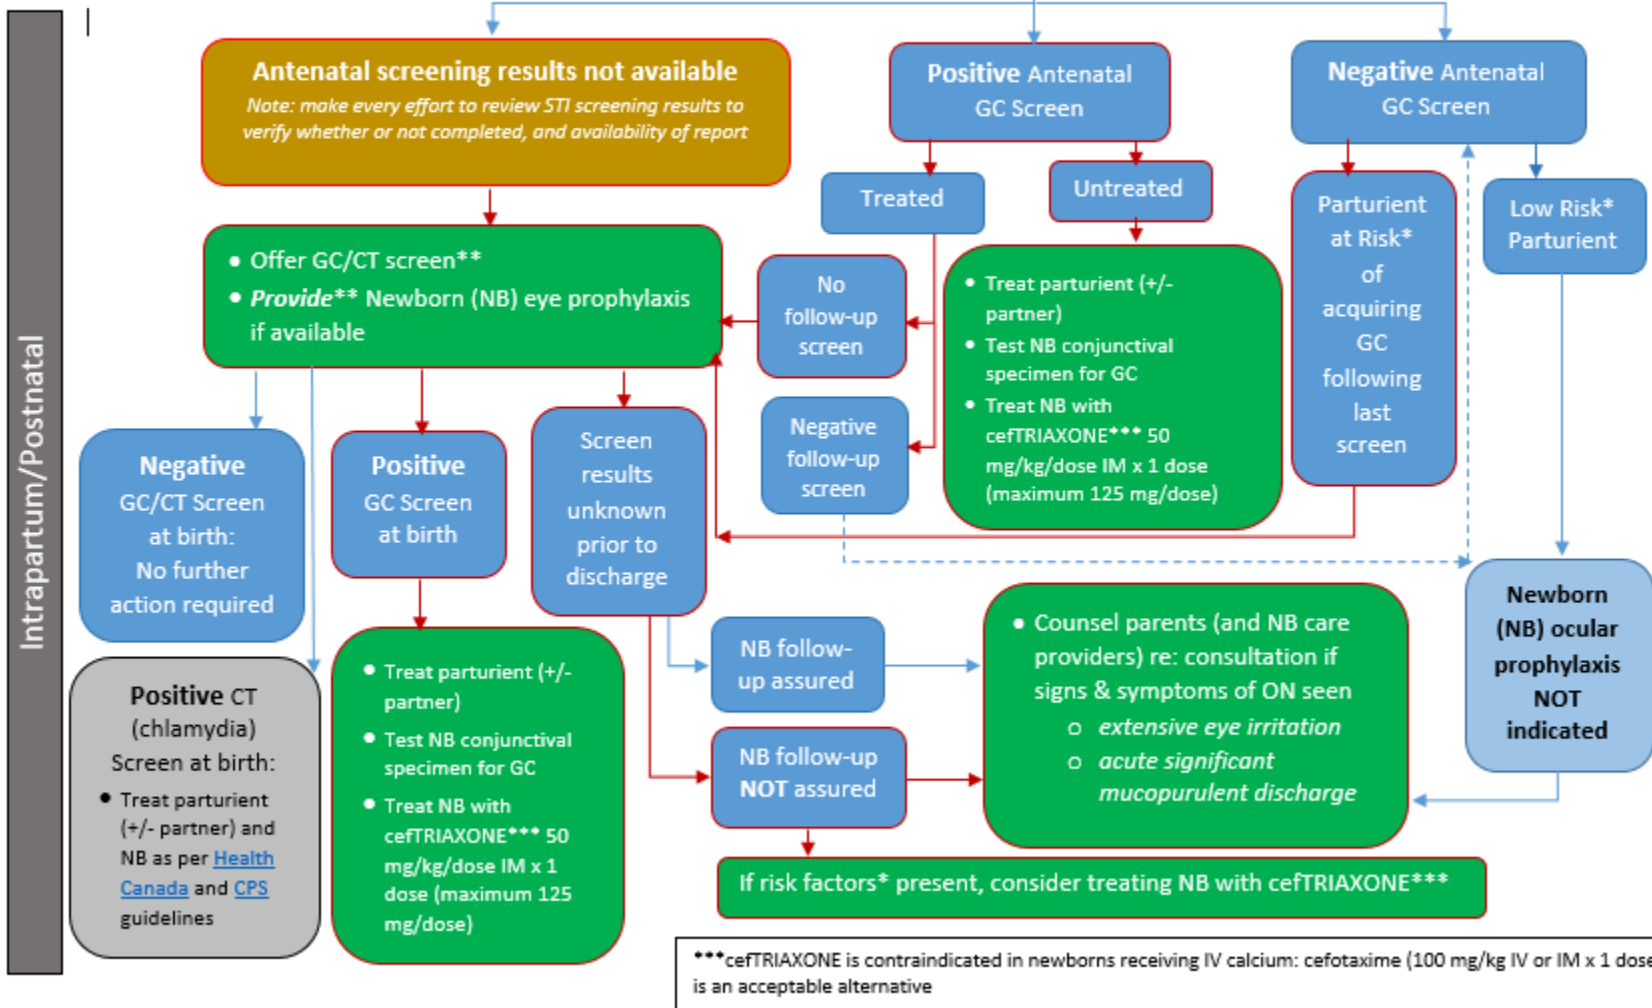 Intrapartum/Postnatal
Antenatal screening results not available
Note: make every effort to review STI screening results to
verify whether or not completed, and availability of report
Positive Antenatal
GC Screen
Negative Antenatal
GC Screen
Treated
Untreated
Parturient
at Risk*
of
acquiring
GC
following
last
screen
Low Risk*
Parturient
• Offer GC/CT screen**
• Provide** Newborn (NB) eye prophylaxis
if available
No
follow-up
screen
• Treat parturient (+/-
partner)
• Test NB conjunctival
specimen for GC
• Treat NB with
cefTRIAXONE*** 50
mg/kg/dose IM x 1 dose
(maximum 125 mg/dose)
Negative
follow-up
screen
Negative
GC/CT Screen
at birth:
No further
action required
Positive
GC Screen
at birth
Screen
results
unknown
prior to
discharge
Newborn
(NB) ocular
prophylaxis
NOT
indicated
Positive CT
(chlamydia)
Screen at birth:
• Treat parturient
(+/- partner) and
NB as per Health
Canada and CPS
guidelines
• Treat parturient (+/-
partner)
• Test NB conjunctival
specimen for GC
• Treat NB with
cefTRIAXONE*** 50
mg/kg/dose IM x 1
dose (maximum 125
mg/dose)
NB follow-
up assured
NB follow-up
NOT assured
• Counsel parents (and NB care
providers) re: consultation if
signs & symptoms of ON seen
o extensive eye irritation
o acute significant
mucopurulent discharge
If risk factors* present, consider treating NB with cefTRIAXONE***
***cefTRIAXONE is contraindicated in newborns receiving IV calcium: cefotaxime (100 mg/kg IV or IM x 1 dose
is an acceptable alternative